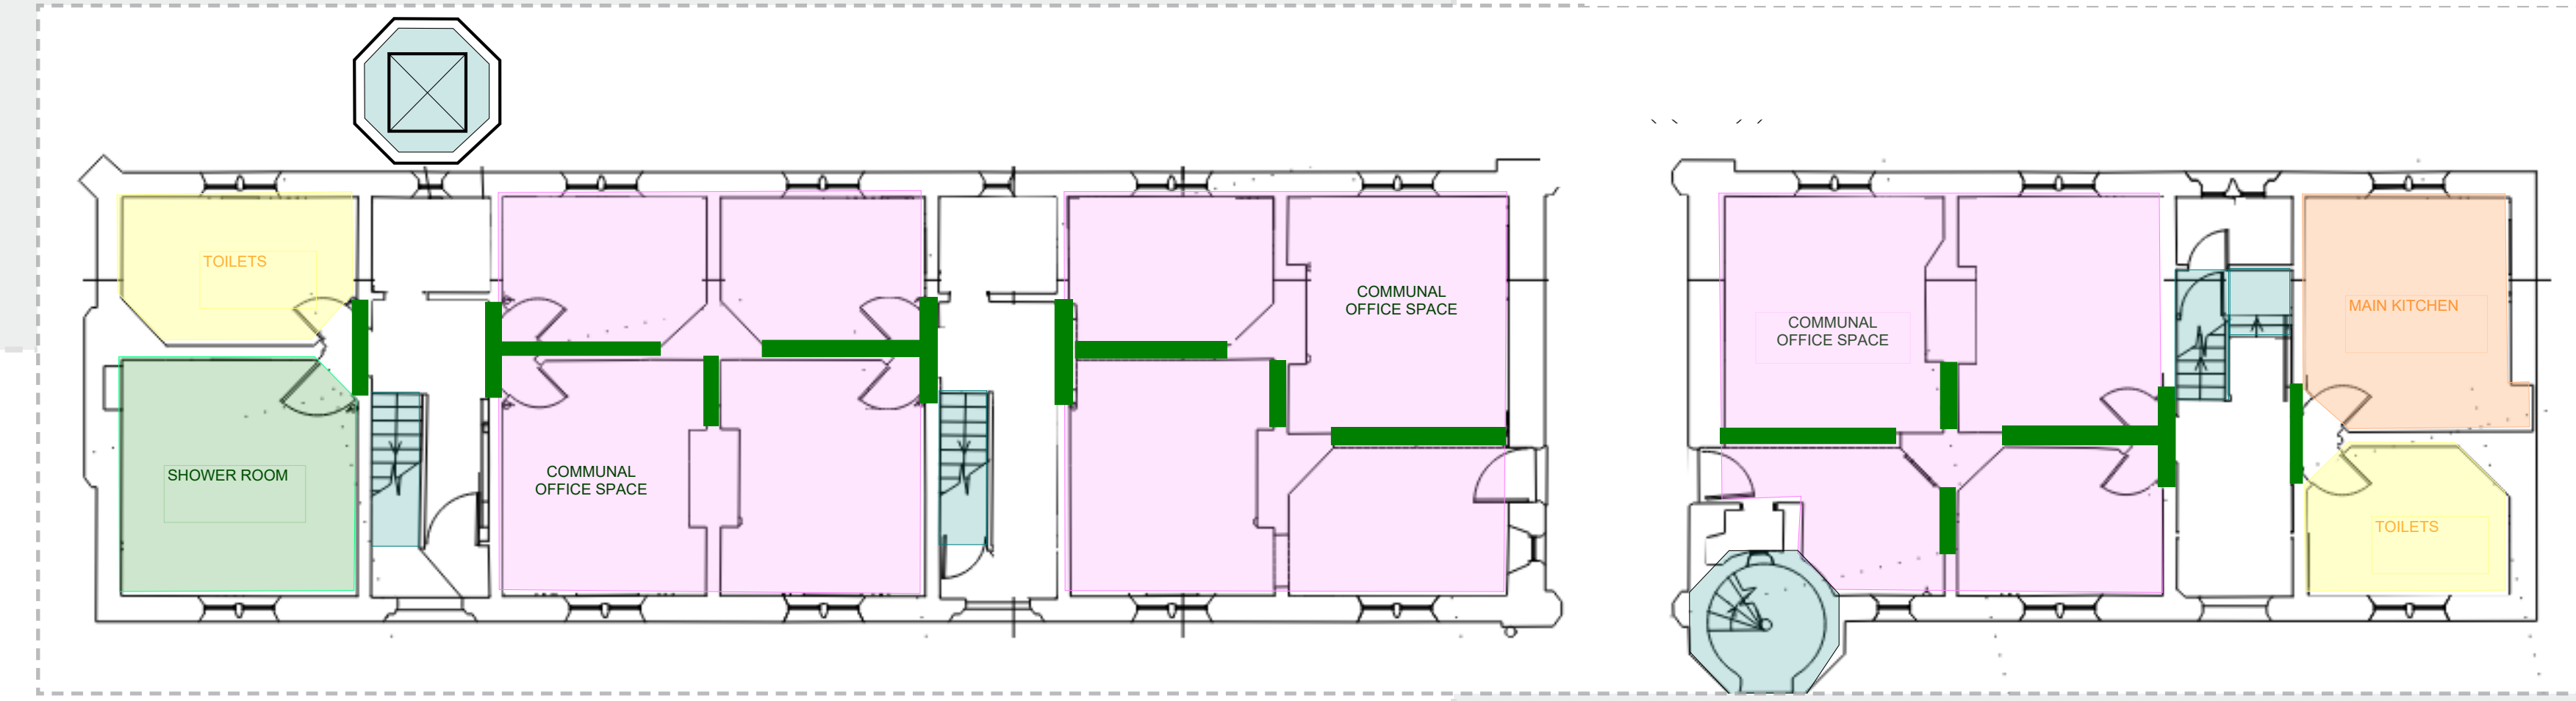 TOILETS
SHOWER ROOM
COMMUNAL
OFFICE SPACE
COMMUNAL
OFFICE SPACE
COMMUNAL
OFFICE SPACE
MAIN KITCHEN
TOILETS